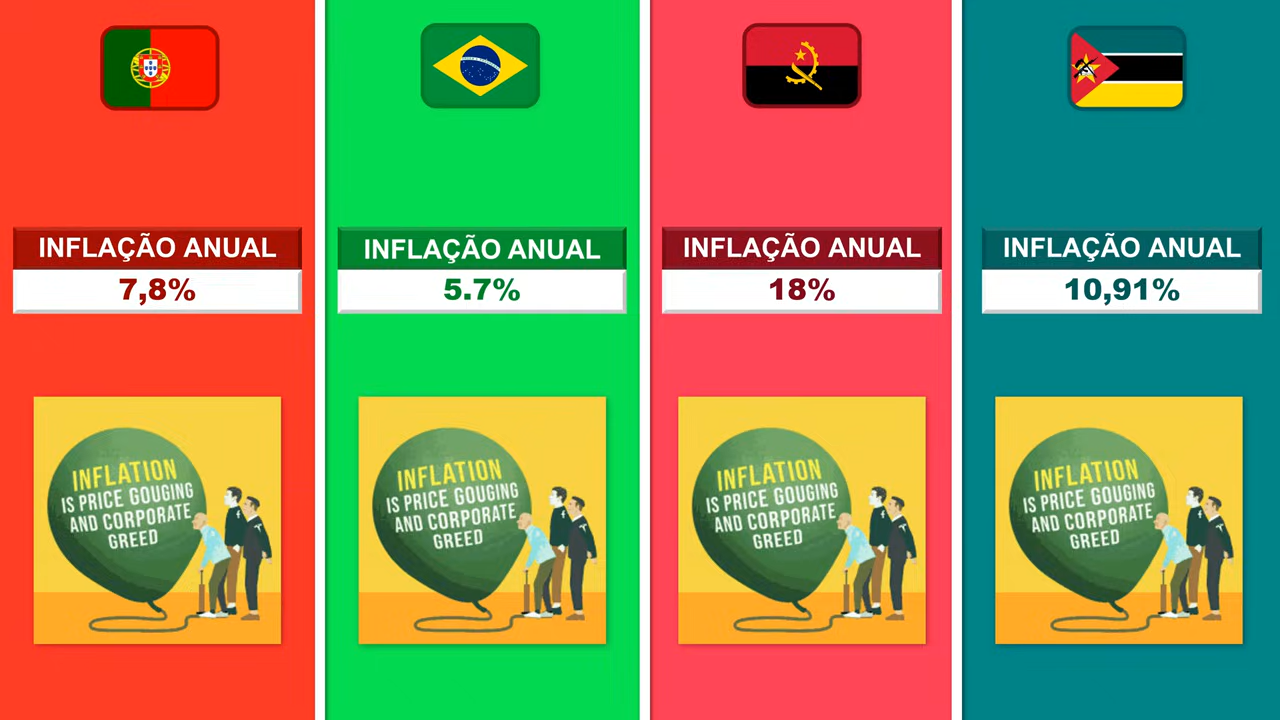 INFLAÇÃO ANUAL
7,8%
INFLATION
IS PRICE GOUGING
AND CORPORATE
GREED
INFLAÇÃO ANUAL
5.7%
INFLATION
IS PRICE GOUGING
AND CORPORATE
GREED
INFLAÇÃO ANUAL
18%
INFLATION
IS PRICE GOUGING
AND CORPORATE
GREED
INFLAÇÃO ANUAL
10,91%
INFLATION
IS PRICE GOUGING
AND CORPORATE
GREED